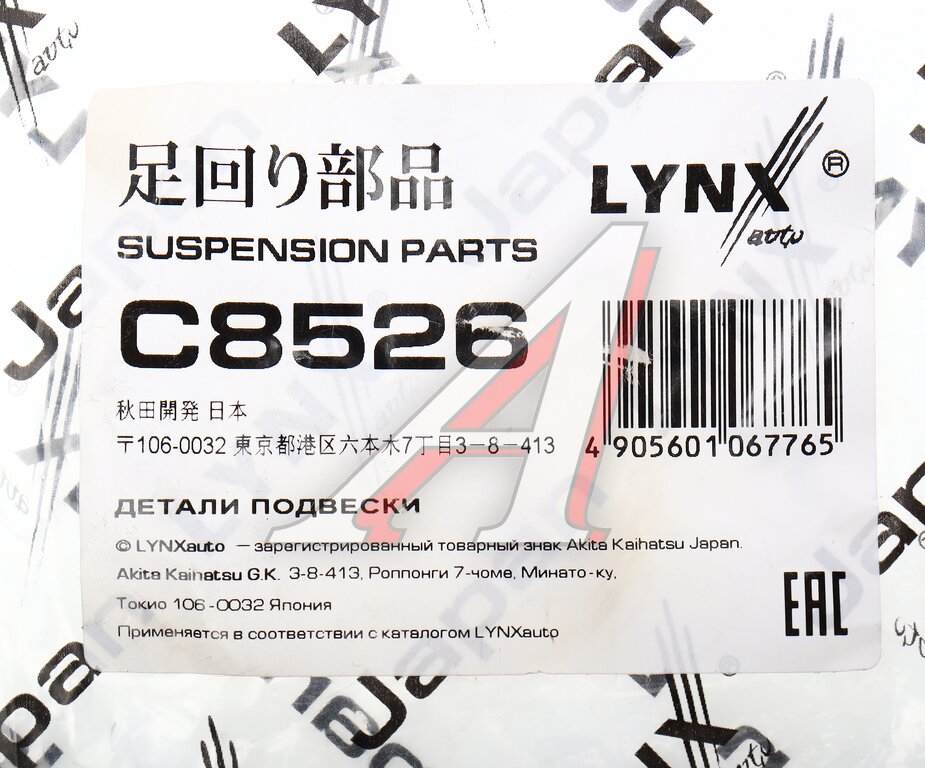 足回り部品
LYNX auto ®
SUSPENSION PARTS
C8526
秋田開発 日本
〒106-0032 東京都港区六本木7丁目3-8-413
4 905601 067765
ДЕТАЛИ ПОДВЕСКИ
© LYNXauto — зарегистрированный товарный знак Akita Kaihatsu Japan.
Akita Kaihatsu G.K. 3-8-413, Роппонги 7-чоме, Минато-ку,
Токио 106-0032 Япония
Применяется в соответствии с каталогом LYNXauto
EAC